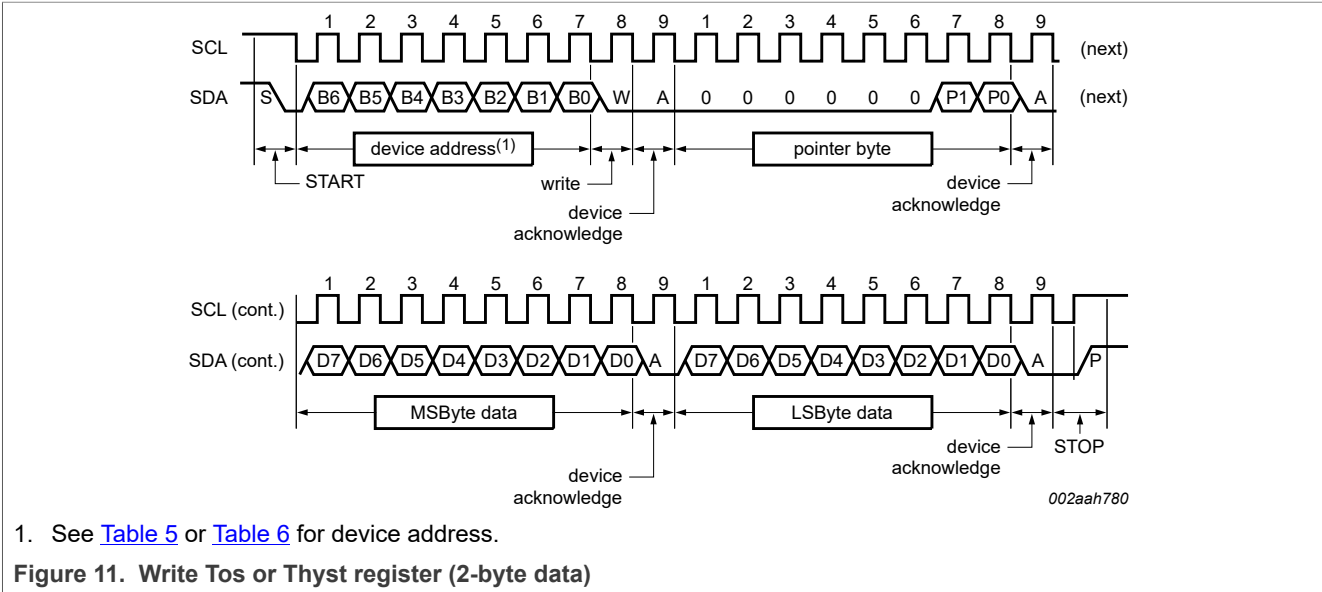 1 2 3 4 5 6 7 8 9 1 2 3 4 5 6 7 8 9
SCL (next)
SDA S B6 B5 B4 B3 B2 B1 B0 W A 0 0 0 0 0 0 P1 P0 A (next)
device address(1) pointer byte
START write device
device acknowledge
acknowledge
1 2 3 4 5 6 7 8 9 1 2 3 4 5 6 7 8 9
SCL (cont.)
SDA (cont.) D7 D6 D5 D4 D3 D2 D1 D0 A D7 D6 D5 D4 D3 D2 D1 D0 A P
MSByte data LSByte data
device STOP
acknowledge
device
acknowledge
002aah780
1. See Table 5 or Table 6 for device address.
Figure 11. Write Tos or Thyst register (2-byte data)